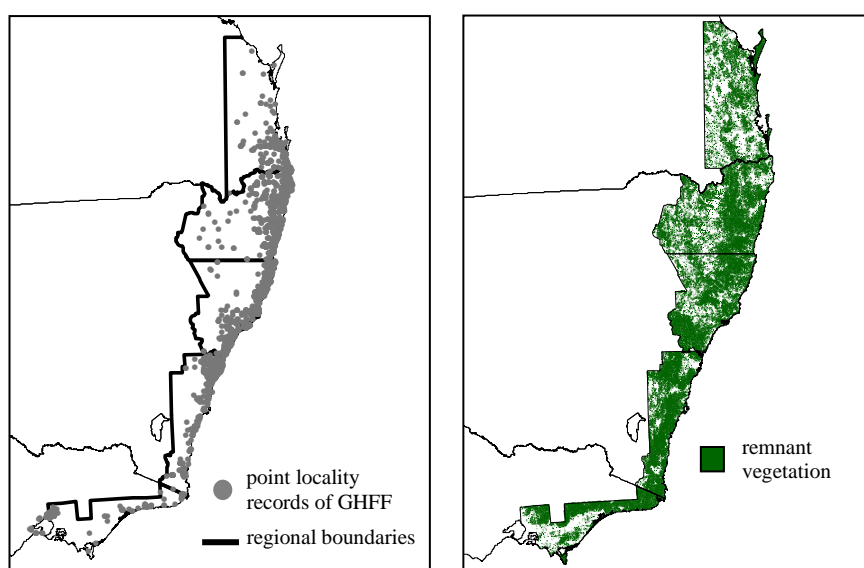 point locality
records of GHFF
regional boundaries
remnant
vegetation